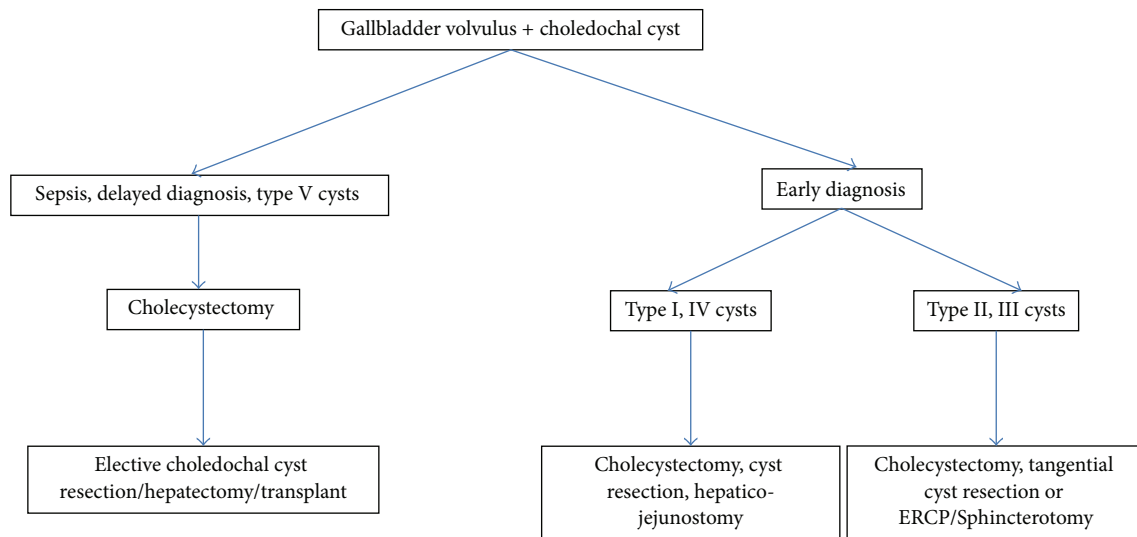 Gallbladder volvulus + choledochal cyst
Sepsis, delayed diagnosis, type V cysts
Early diagnosis
Cholecystectomy
Type I, IV cysts
Type II, III cysts
Elective choledochal cyst
resection/hepatectomy/transplant
Cholecystectomy, cyst
resection, hepatico-
jejunostomy
Cholecystectomy, tangential
cyst resection or
ERCP/Sphincterotomy